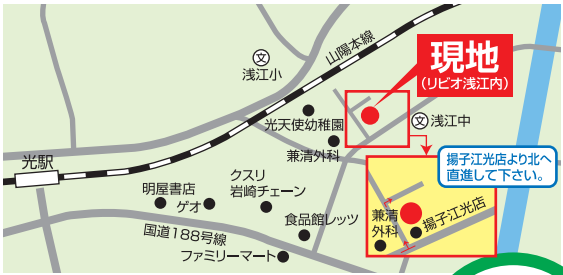 山陽本線
現地
(リビオ浅江内)
文
浅江小
光天使幼稚園
文 浅江中
兼清外科
光駅
揚子江光店より北へ
直進して下さい。
クスリ
岩崎チェーン
明屋書店
ゲオ
食品館レッツ
国道188号線
ファミリーマート
兼清
外科
揚子江光店